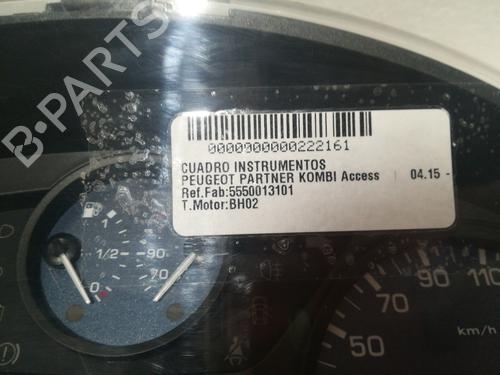 B-PARTS
0000900000222161
CUADRO INSTRUMENTOS
PEUGEOT PARTNER KOMBI Access 04.15 -
Ref.Fab:5550013101
T.Motor:BH02
1
1/2
0
90
70
50
70
90
110
km/h